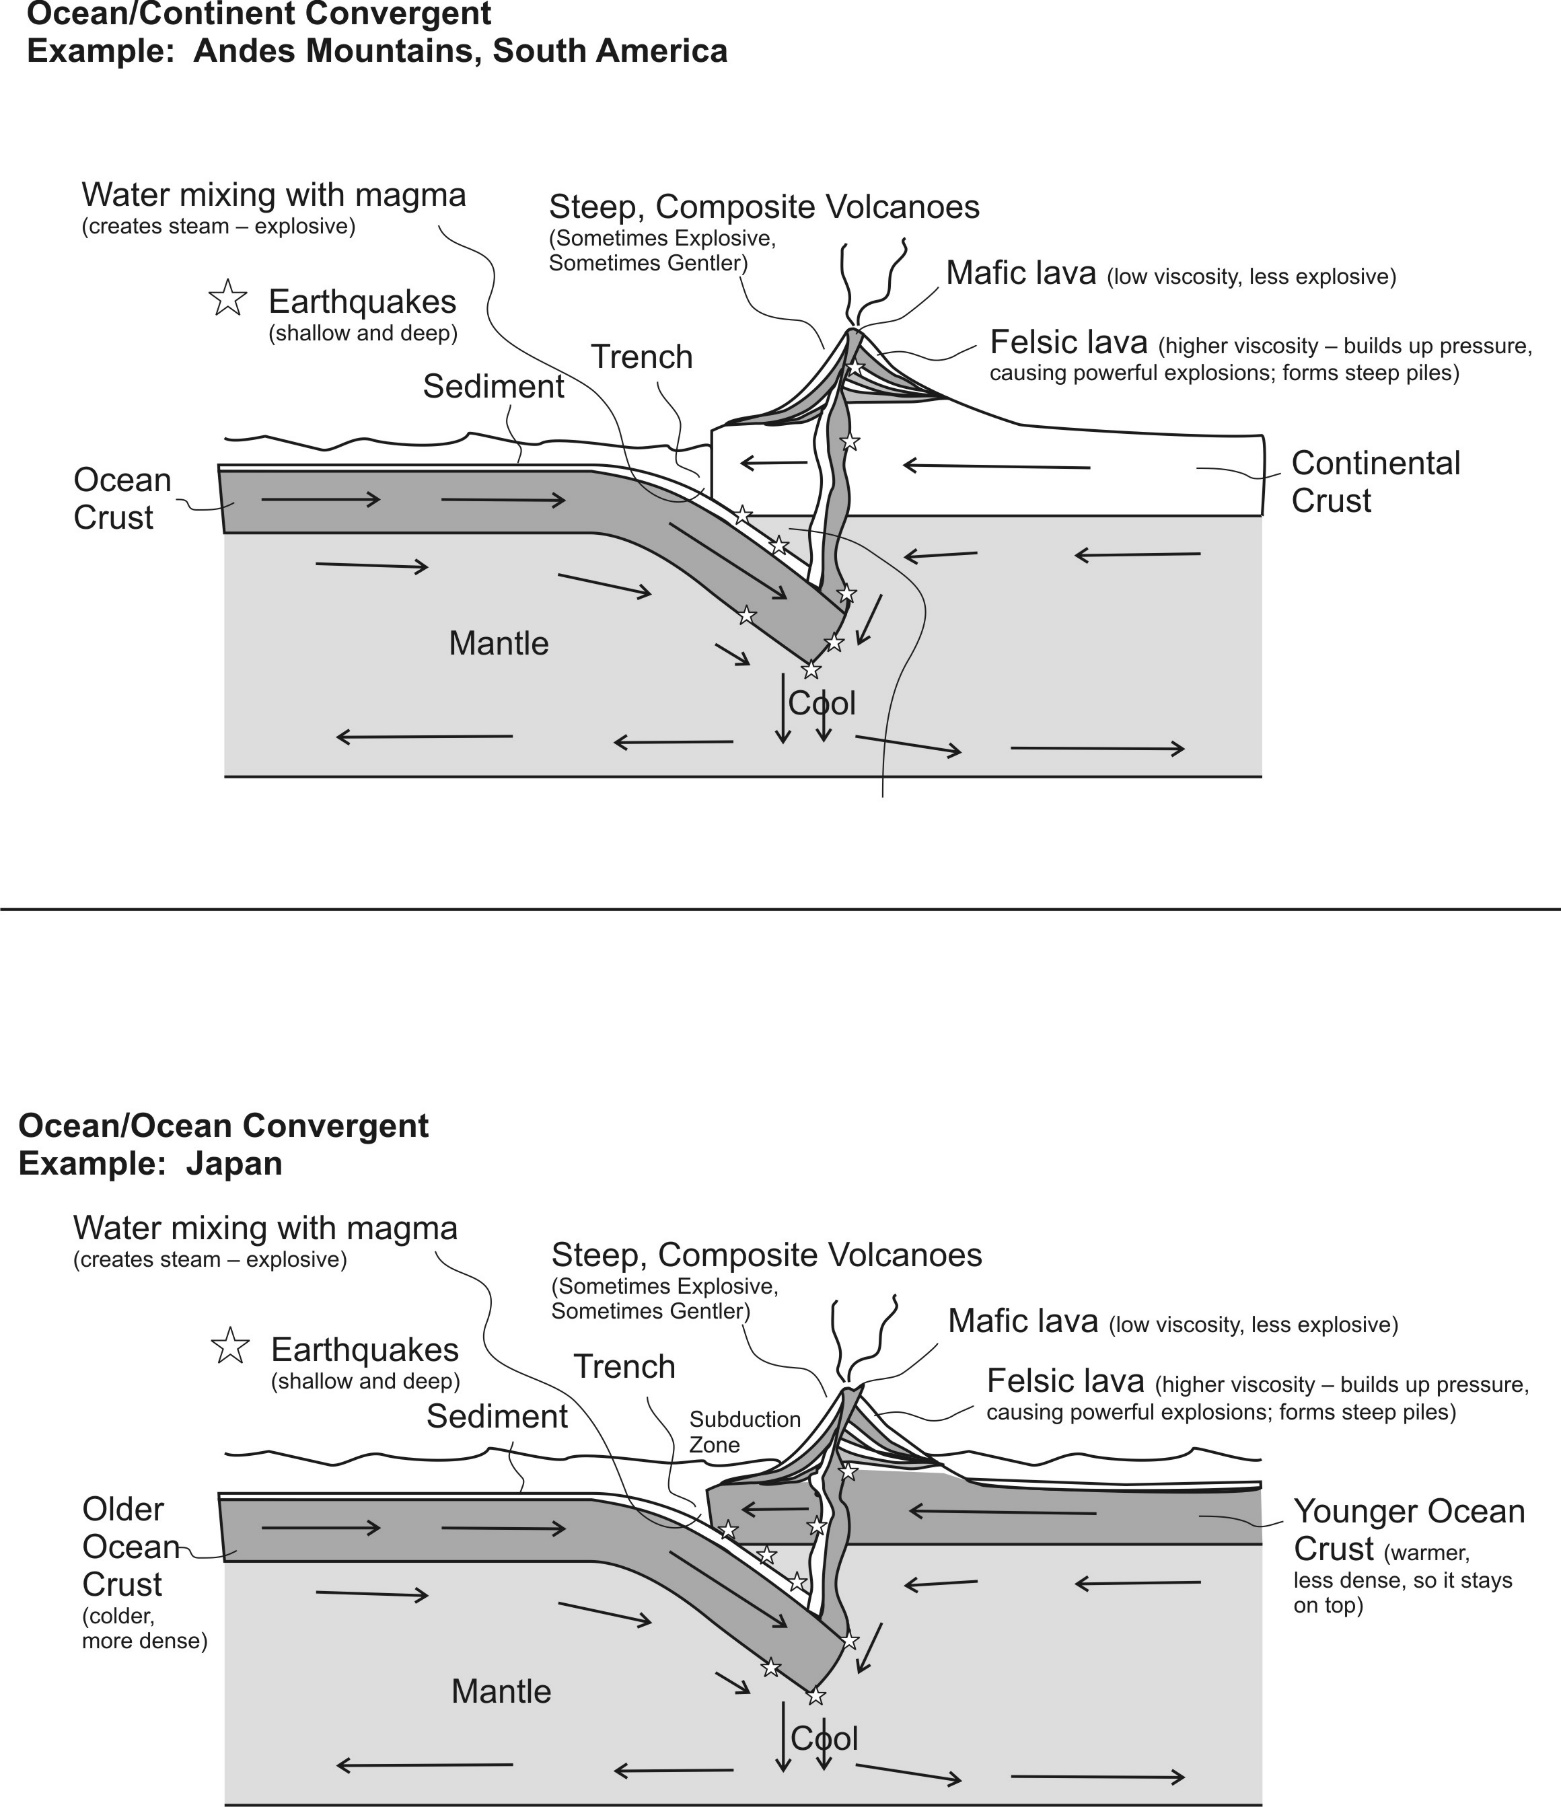 Ocean/Continent Convergent
Example:  Andes Mountains, South America
Water mixing with magma
(creates steam – explosive)
Steep, Composite Volcanoes
(Sometimes Explosive,
Sometimes Gentler)
Mafic lava (low viscosity, less explosive)
Earthquakes
(shallow and deep)
Felsic lava (higher viscosity – builds up pressure,
causing powerful explosions; forms steep piles)
Trench
Sediment
Ocean
Crust
Continental
Crust
Mantle
Cool
Ocean/Ocean Convergent
Example:  Japan
Water mixing with magma
(creates steam – explosive)
Steep, Composite Volcanoes
(Sometimes Explosive,
Sometimes Gentler)
Mafic lava (low viscosity, less explosive)
Earthquakes
(shallow and deep)
Trench
Felsic lava (higher viscosity – builds up pressure,
causing powerful explosions; forms steep piles)
Sediment
Subduction
Zone
Older
Ocean
Crust
(colder,
more dense)
Younger Ocean
Crust (warmer,
less dense, so it stays
on top)
Mantle
Cool